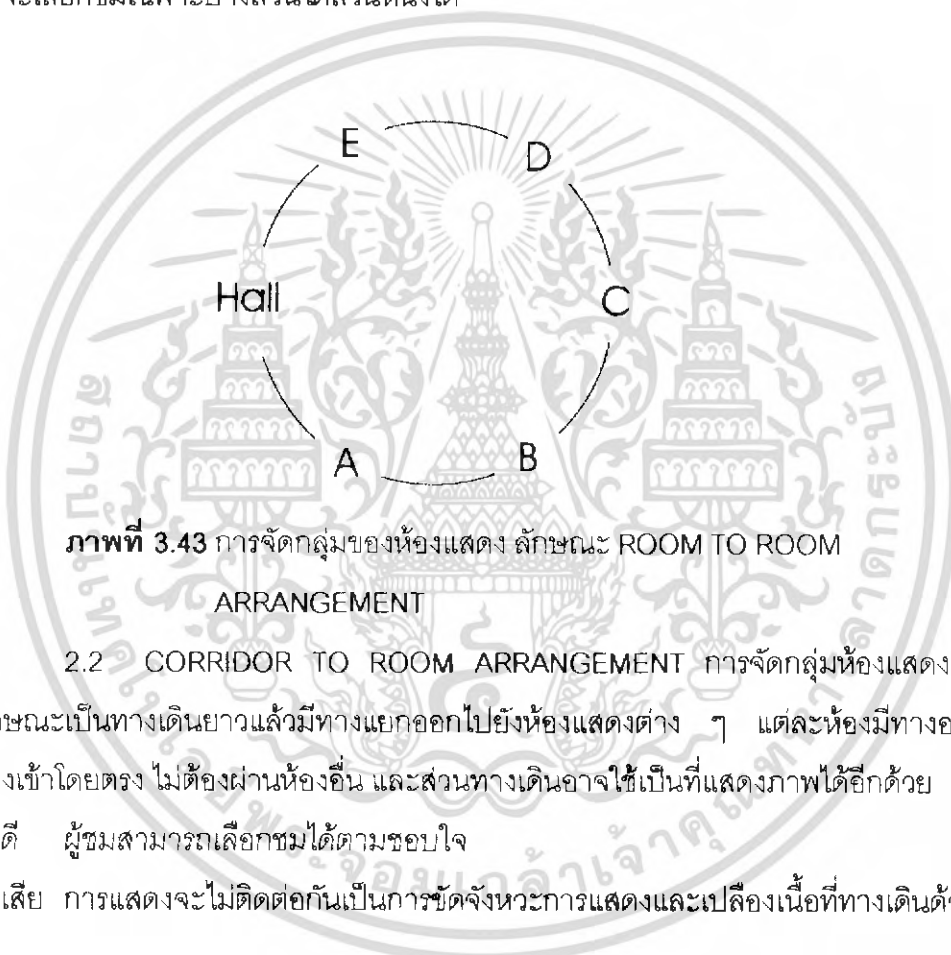 E
D
Hall
C
A
B
ภาพที่ 3.43 การจัดกลุ่มของห้องแสดง ลักษณะ ROOM TO ROOM
ARRANGEMENT
2.2 CORRIDOR TO ROOM ARRANGEMENT การจัดกลุ่มห้องแสดง
ษณะเป็นทางเดินยาวแล้วมีทางแยกออกไปยังห้องแสดงต่าง ๆ แต่ละห้องมีทางอ
งเข้าโดยตรง ไม่ต้องผ่านห้องอื่น และส่วนทางเดินอาจใช้เป็นที่แสดงภาพได้อีกด้วย
ดี ผู้ชมสามารถเลือกชมได้ตามชอบใจ
เสีย การแสดงจะไม่ติดต่อกันเป็นการขัดจังหวะการแสดงและเปลืองเนื้อที่ทางเดินด้